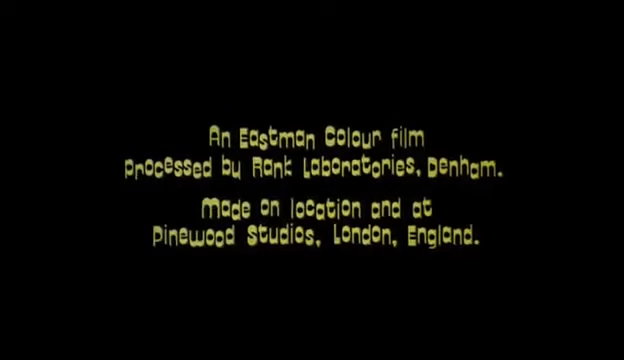 An Eastman Colour film
processed by Rank Laboratories, Denham.
Made on location and at
Pinewood Studios, London, England.